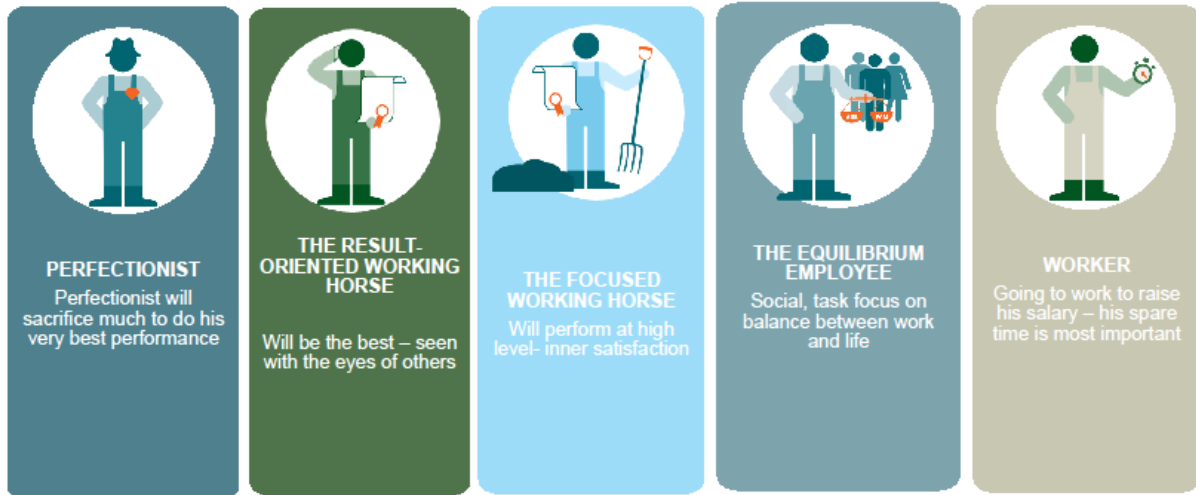 PERFECTIONIST
Perfectionist will
sacrifice much to do his
very best performance
THE RESULT-
ORIENTED WORKING
HORSE
Will be the best – seen
with the eyes of others
THE FOCUSED
WORKING HORSE
Will perform at high
level- inner satisfaction
THE EQUILIBRIUM
EMPLOYEE
Social, task focus on
balance between work
and life
WORKER
Going to work to raise
his salary – his spare
time is most important